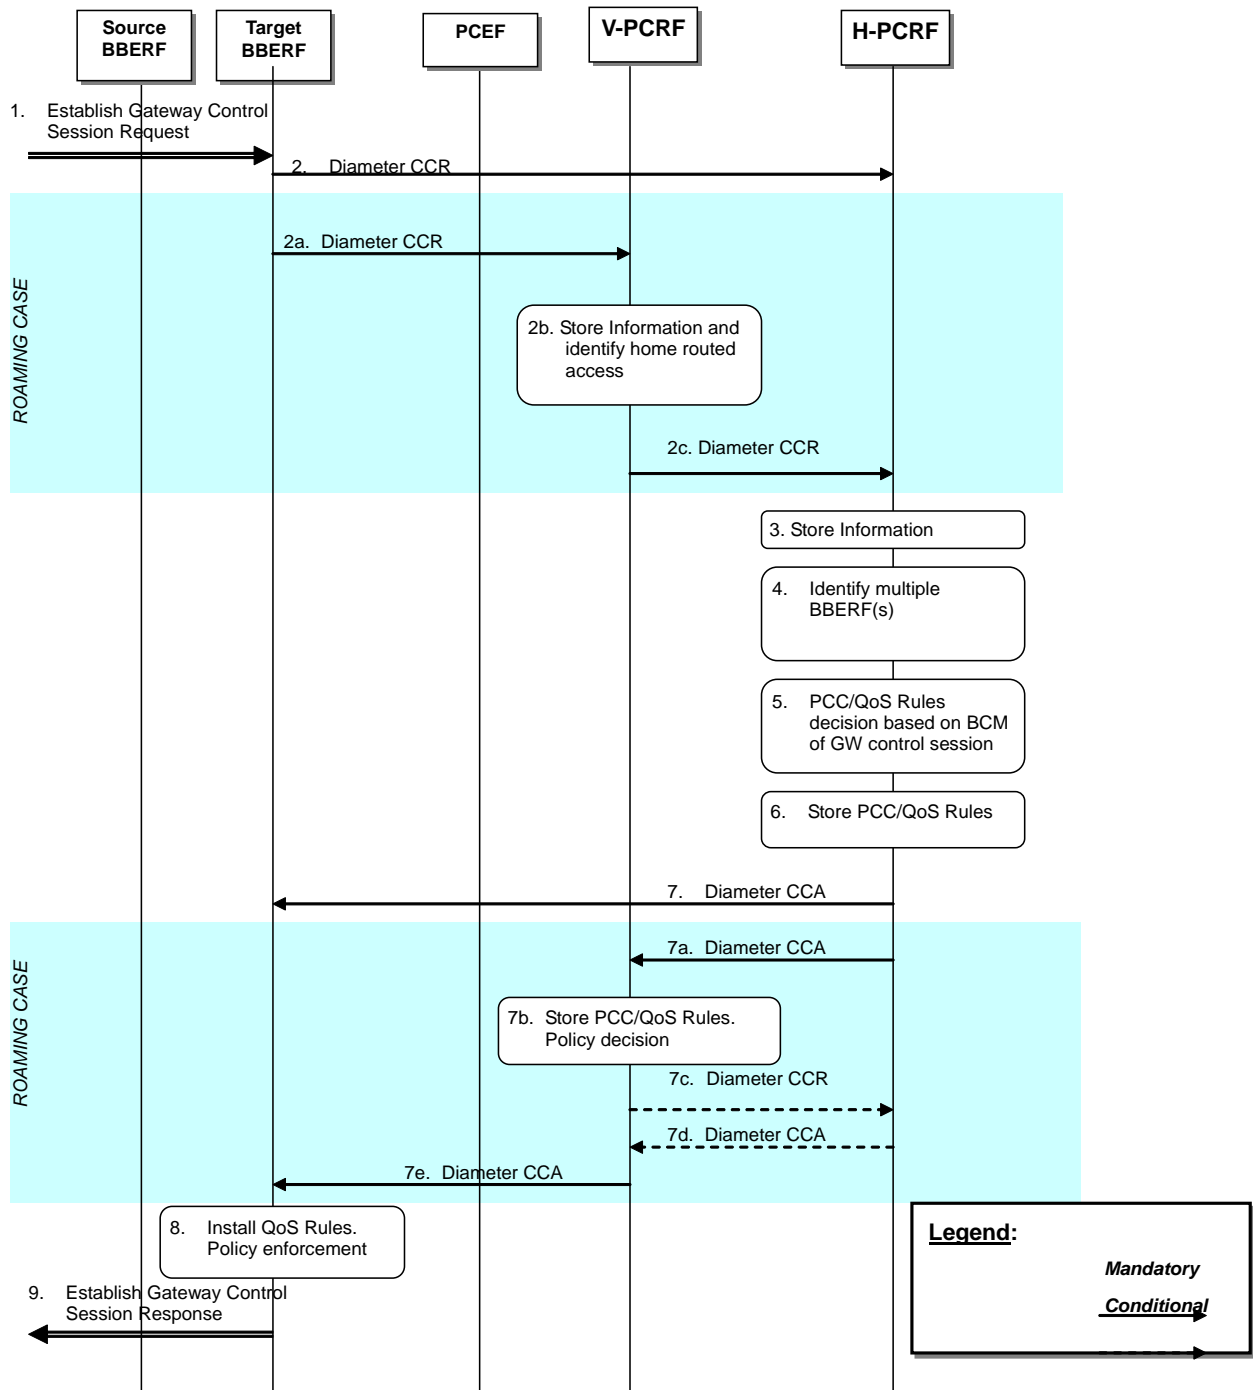 Source
BBERF
Target
BBERF
PCEF
V-PCRF
H-PCRF
1. Establish Gateway Control
Session Request
2. Diameter CCR
ROAMING CASE
2a. Diameter CCR
2b. Store Information and
identify home routed
access
2c. Diameter CCR
3. Store Information
4. Identify multiple
BBERF(s)
5. PCC/QoS Rules
decision based on BCM
of GW control session
6. Store PCC/QoS Rules
7. Diameter CCA
ROAMING CASE
7a. Diameter CCA
7b. Store PCC/QoS Rules.
Policy decision
7c. Diameter CCR
7d. Diameter CCA
7e. Diameter CCA
8. Install QoS Rules.
Policy enforcement
9. Establish Gateway Control
Session Response
Legend:
Mandatory
Conditional